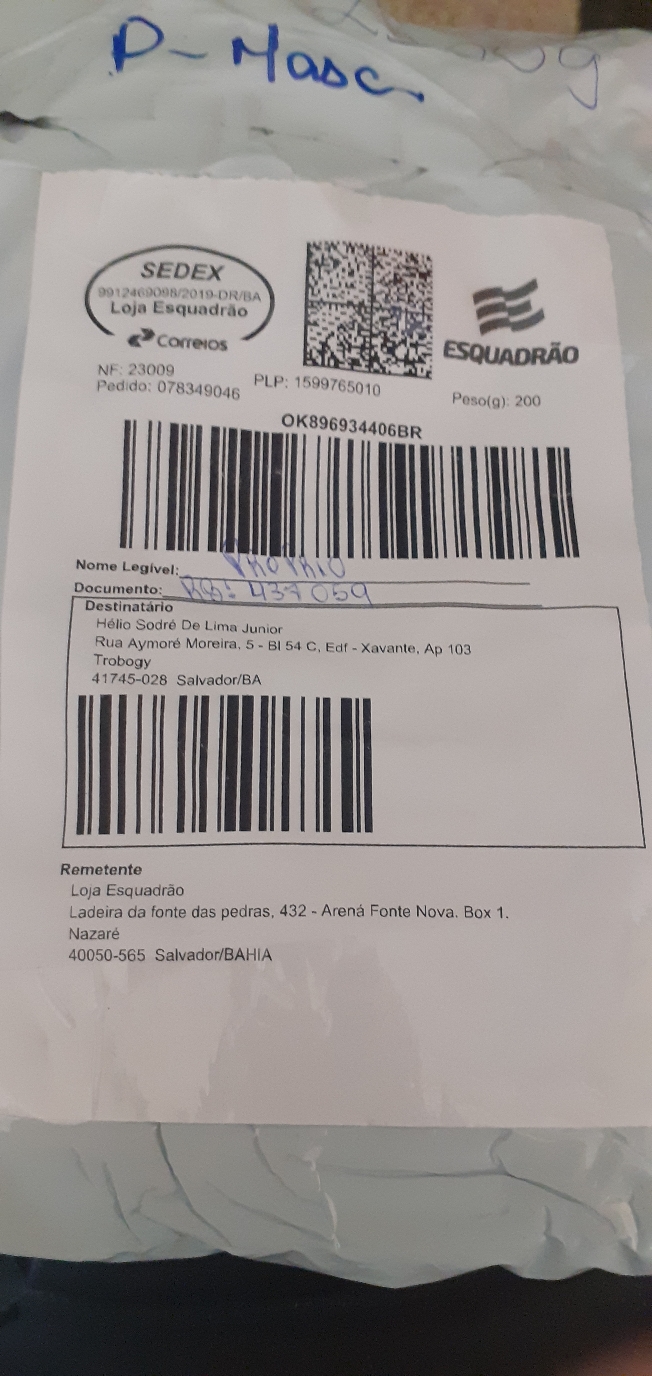 P-Masc
SEDEX
9912469098/2019-DR/BA
Loja Esquadrão
Correios
ESQUADRÃO
NF: 23009
Pedido: 078349046
PLP: 1599765010
Peso(g): 200
OK896934406BR
Nome Legível: PRÓPRIO
Documento: RG: 437059
Destinatário
Hélio Sodré De Lima Junior
Rua Aymoré Moreira, 5 - Bl 54 C, Edf - Xavante, Ap 103
Trobogy
41745-028 Salvador/BA
Remetente
Loja Esquadrão
Ladeira da fonte das pedras, 432 - Arená Fonte Nova. Box 1.
Nazaré
40050-565 Salvador/BAHIA